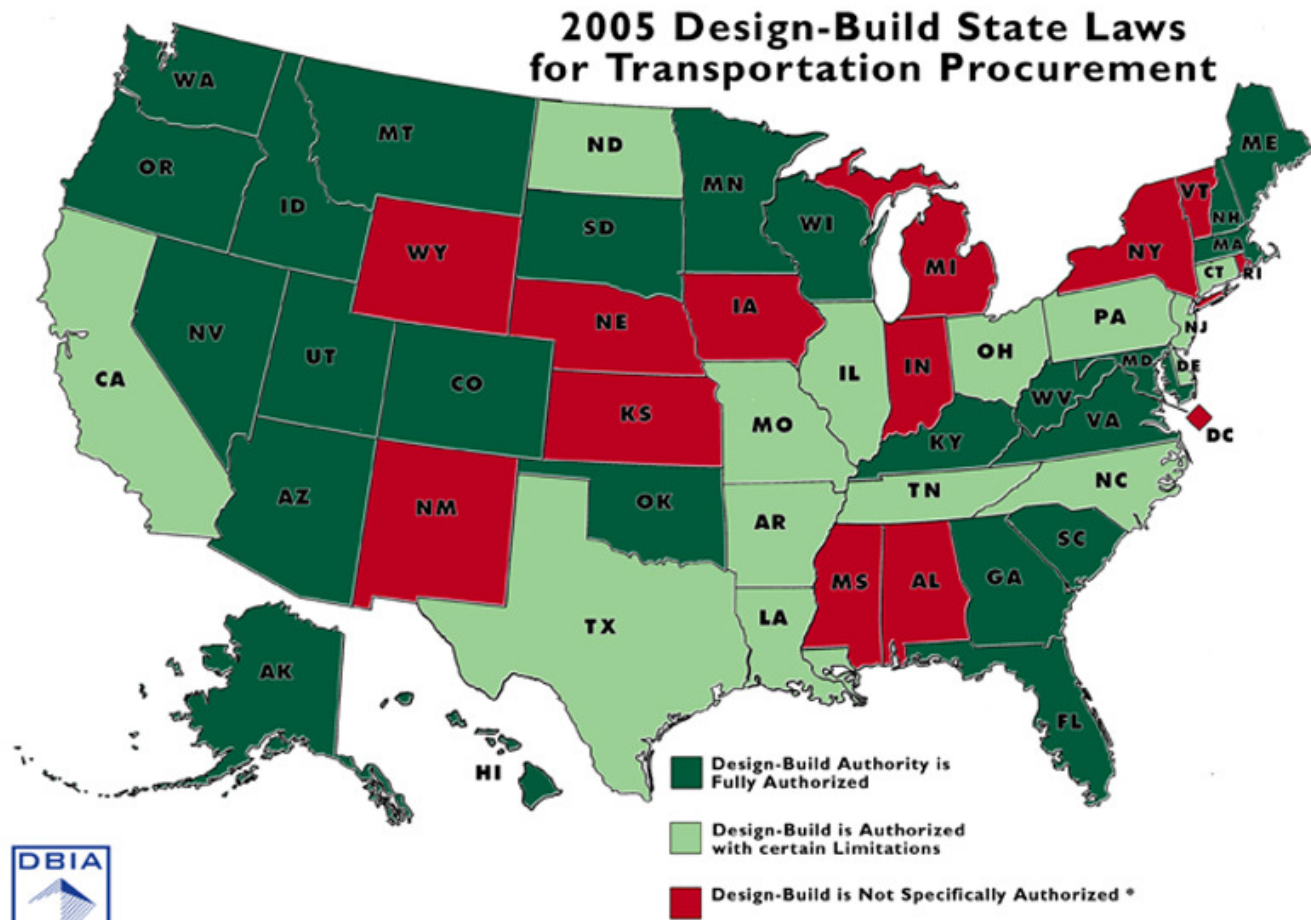 2005 Design-Build State Laws
for Transportation Procurement
WA
MT
ND
ME
OR
MN
VT
ID
SD
WI
NH
WY
NY
MA
MI
CT
RI
IA
NE
PA
NV
OH
NJ
UT
IL
IN
MD
DE
CA
CO
WV
KS
MO
VA
KY
DC
AZ
NM
OK
TN
NC
AR
SC
MS
AL
GA
TX
LA
AK
FL
HI
Design-Build Authority is
Fully Authorized
Design-Build is Authorized
with certain Limitations
DBIA
Design-Build is Not Specifically Authorized *